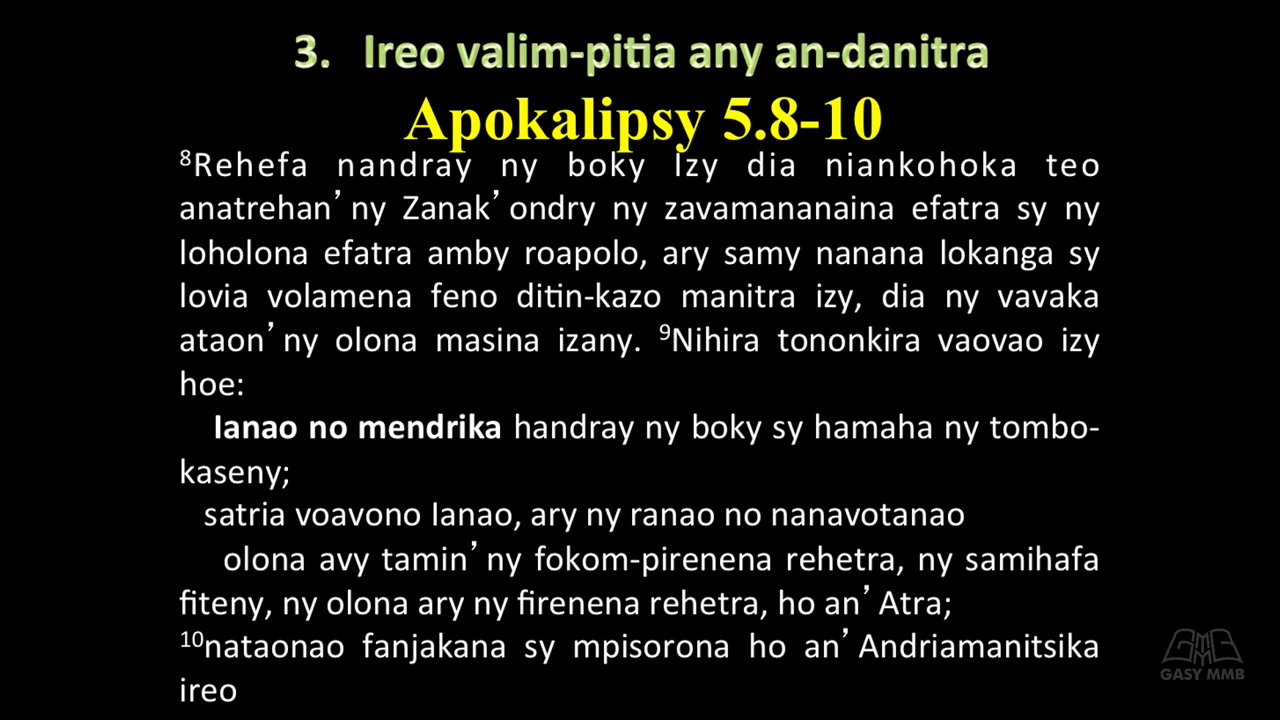 3. Ireo valim-pitia any an-danitra
Apokalipsy 5.8-10
⁸Rehefa nandray ny boky Izy dia niankohoka teo
anatrehan’ny Zanak’ondry ny zavamananaina efatra sy ny
loholona efatra amby roapolo, ary samy nanana lokanga sy
lovia volamena feno ditin-kazo manitra izy, dia ny vavaka
ataon’ny olona masina izany. ⁹Nihira tononkira vaovao izy
hoe:
Ianao no mendrika handray ny boky sy hamaha ny tombo-
kaseny;
satria voavono Ianao, ary ny ranao no nanavotanao
olona avy tamin’ny fokom-pirenena rehetra, ny samihafa
fiteny, ny olona ary ny firenena rehetra, ho an’Atra;
¹⁰nataonao fanjakana sy mpisorona ho an’Andriamanitsika
ireo
GASY MMB